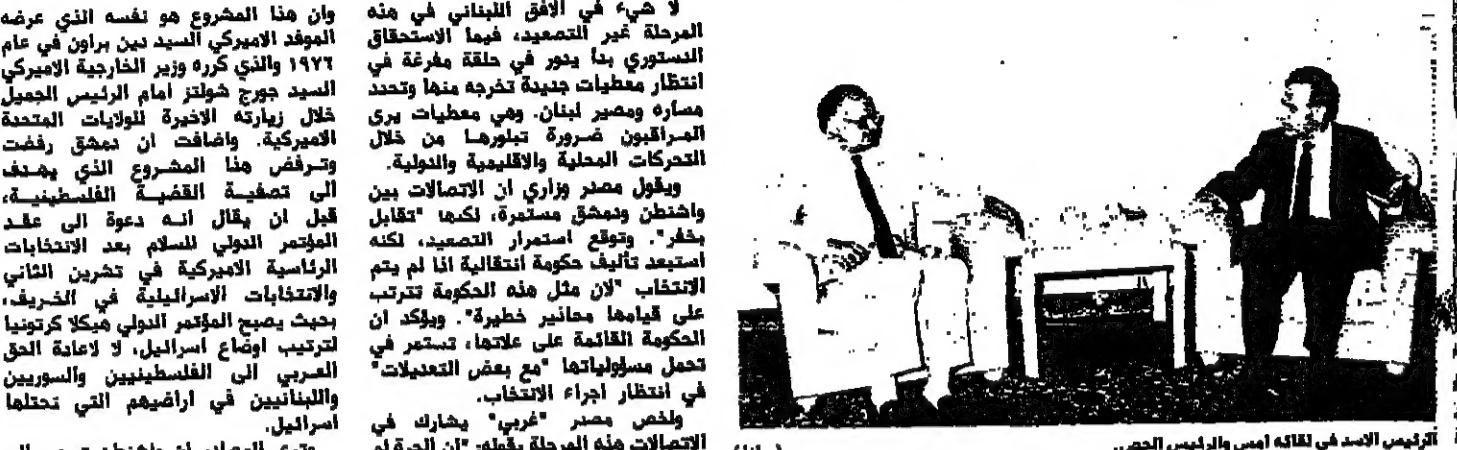 لا شيء في الافق اللبناني في هذه
المرحلة غير التصعيد، فيما الاستحقاق
الدستوري بدأ يدور في حلقة مفرغة في
انتظار معطيات جديدة تخرجه منها وتحدد
مساره ومصير لبنان. وهي معطيات يرى
المراقبون ضرورة تبلورها من خلال
التحركات المحلية والاقليمية والدولية.
ويقول مصدر وزاري ان الاتصالات بين
واشنطن ودمشق مستمرة، لكنها "تقابل
بخفر". وتوقع استمرار التصعيد، لكنه
استبعد تأليف حكومة انتقالية اذا لم يتم
الانتخاب "لان مثل هذه الحكومة تترتب
على قيامها محاذير خطيرة". ويؤكد ان
الحكومة القائمة على علاتها، تستمر في
تحمل مسؤولياتها "مع بعض التعديلات"
في انتظار اجراء الانتخاب.
ولخص مصدر "غربي" يشارك في
الاتصالات هذه المرحلة بقوله: "ان
وان هذا المشروع هو نفسه الذي عرضه
الموفد الاميركي السيد دين براون في عام
١٩٧٦ والذي كرره وزير الخارجية الاميركي
السيد جورج شولتز امام الرئيس الجميل
خلال زيارته الاخيرة للولايات المتحدة
الاميركية. واضافت ان دمشق رفضت
وترفض هذا المشروع الذي يهدف
الى تصفية القضية الفلسطينية،
قبل ان يقال انه دعوة الى عقد
المؤتمر الدولي للسلام بعد الانتخابات
الرئاسية الاميركية في تشرين الثاني
والانتخابات الاسرائيلية في الخريف،
بحيث يصبح المؤتمر الدولي هيكلا كرتونيا
لترتيب اوضاع اسرائيل، لا لاعادة الحق
العربي الى الفلسطينيين والسوريين
واللبنانيين في اراضيهم التي تحتلها
اسرائيل.
الرئيس الاسد في لقائه امس والرئيس